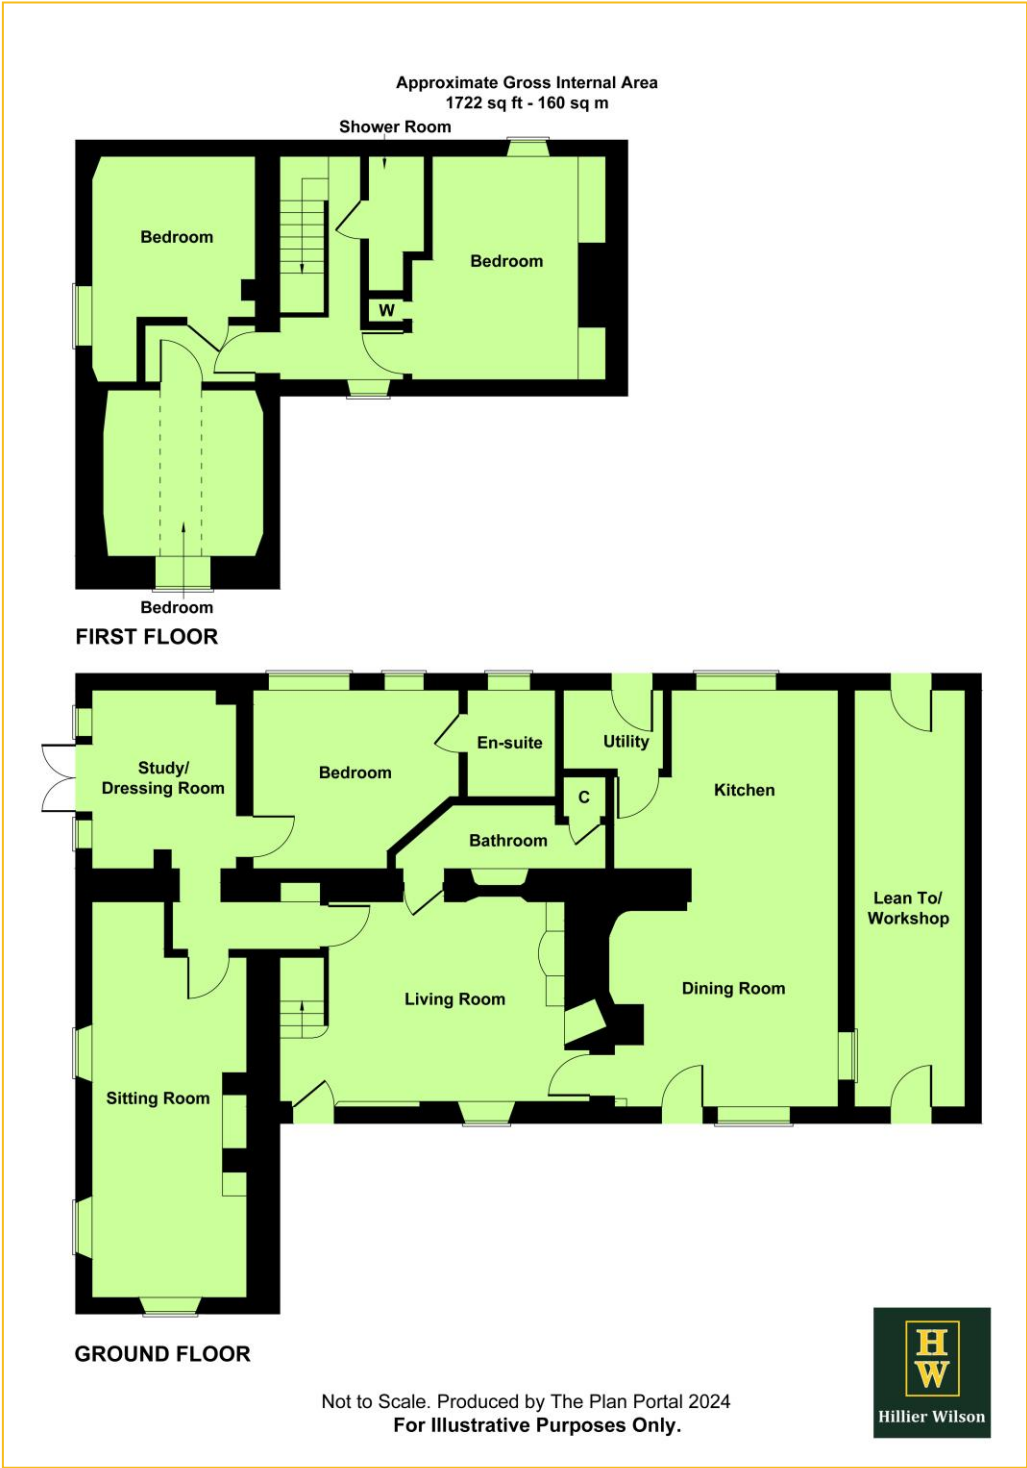 Approximate Gross Internal Area
1722 sq ft - 160 sq m
Shower Room
Bedroom
Bedroom
W
Bedroom
FIRST FLOOR
Study/
Dressing Room
Bedroom
En-suite
Utility
Kitchen
C
Bathroom
Lean To/
Workshop
Living Room
Dining Room
Sitting Room
GROUND FLOOR
Not to Scale. Produced by The Plan Portal 2024
For Illustrative Purposes Only.
H
W
Hillier Wilson